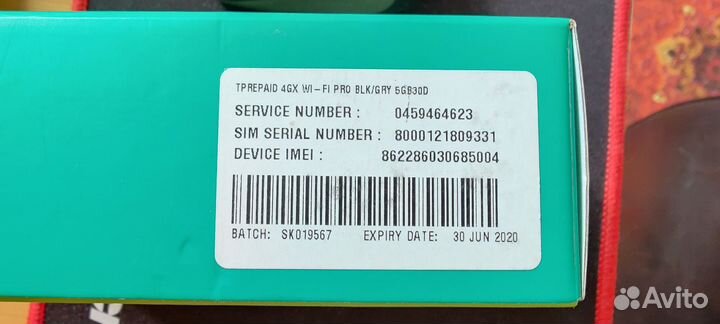 TPREPAID 4GX WI-FI PRO BLK/GRY 5GB30D
SERVICE NUMBER : 0459464623
SIM SERIAL NUMBER : 8000121809331
DEVICE IMEI : 862286030685004
BATCH: SK019567 EXPIRY DATE: 30 JUN 2020
Avito